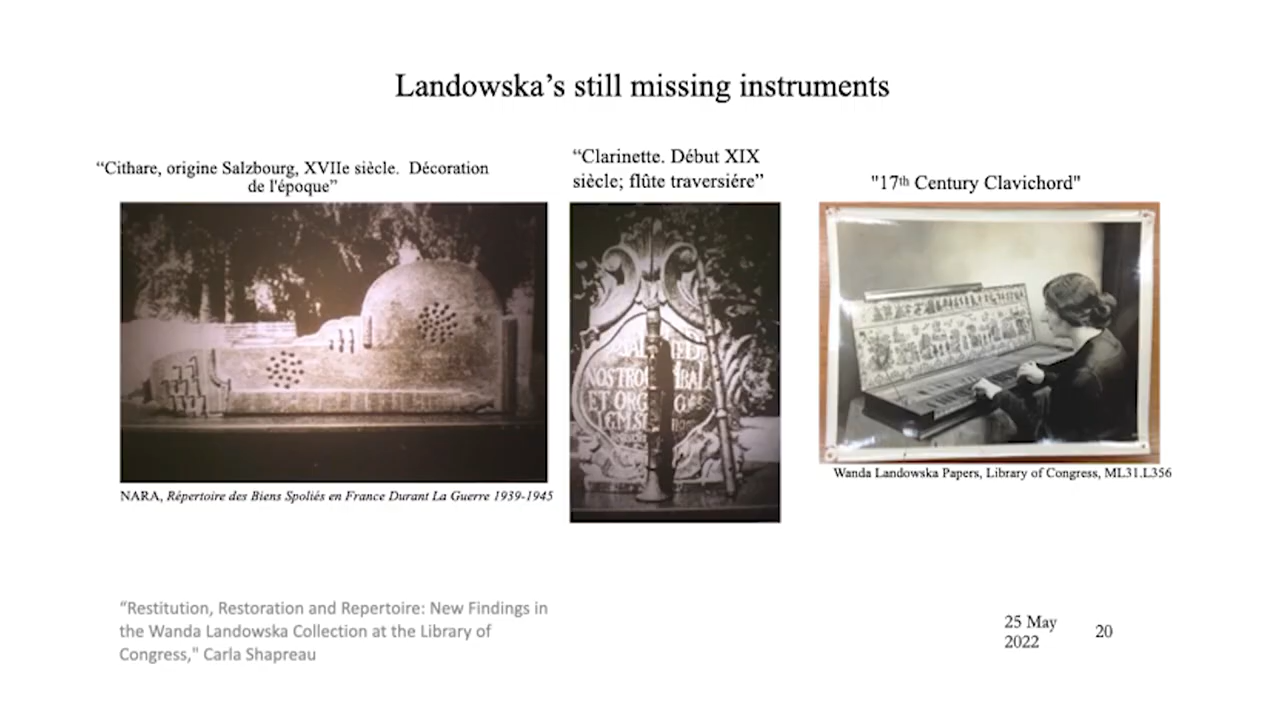 Landowska’s still missing instruments
“Cithare, origine Salzbourg, XVIIe siècle.  Décoration
de l'époque”
“Clarinette. Début XIX
siècle; flûte traversiére”
"17th Century Clavichord"
NOSTRO
ET ORG
NARA, Répertoire des Biens Spoliés en France Durant La Guerre 1939-1945
Wanda Landowska Papers, Library of Congress, ML31.L356
“Restitution, Restoration and Repertoire: New Findings in
the Wanda Landowska Collection at the Library of
Congress," Carla Shapreau
25 May
2022
20